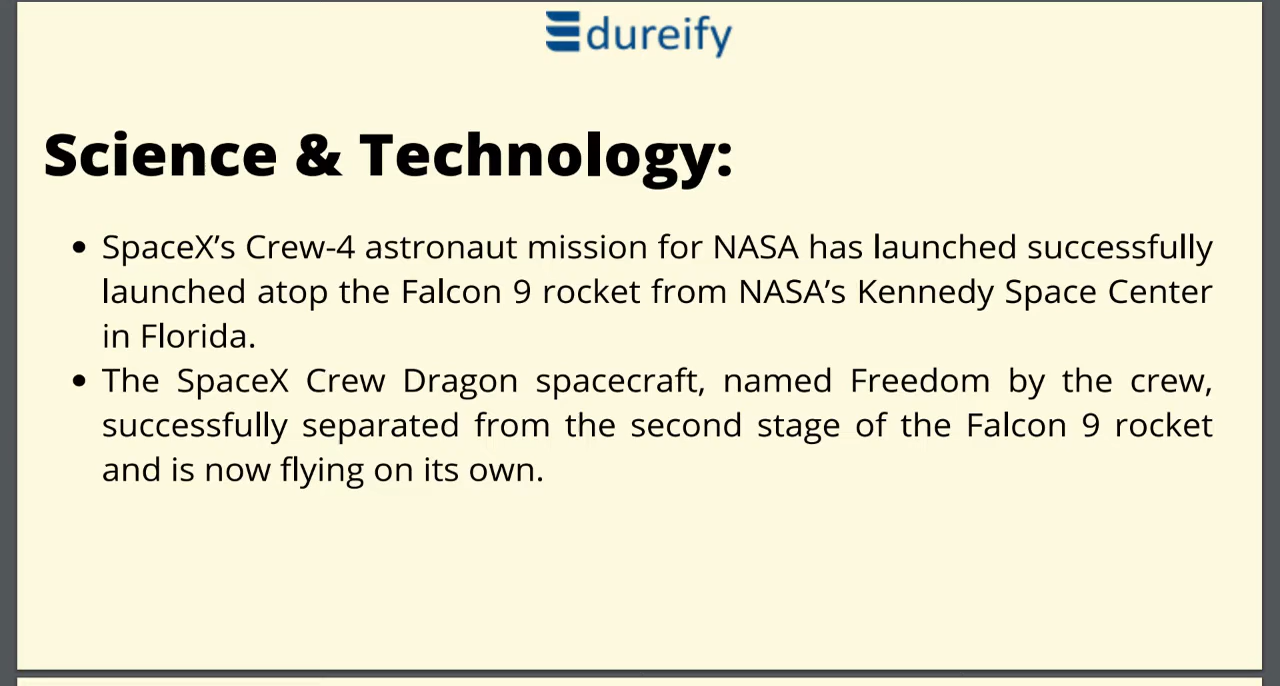 Edureify
Science & Technology:
• SpaceX’s Crew-4 astronaut mission for NASA has launched successfully
launched atop the Falcon 9 rocket from NASA’s Kennedy Space Center
in Florida.
• The SpaceX Crew Dragon spacecraft, named Freedom by the crew,
successfully separated from the second stage of the Falcon 9 rocket
and is now flying on its own.